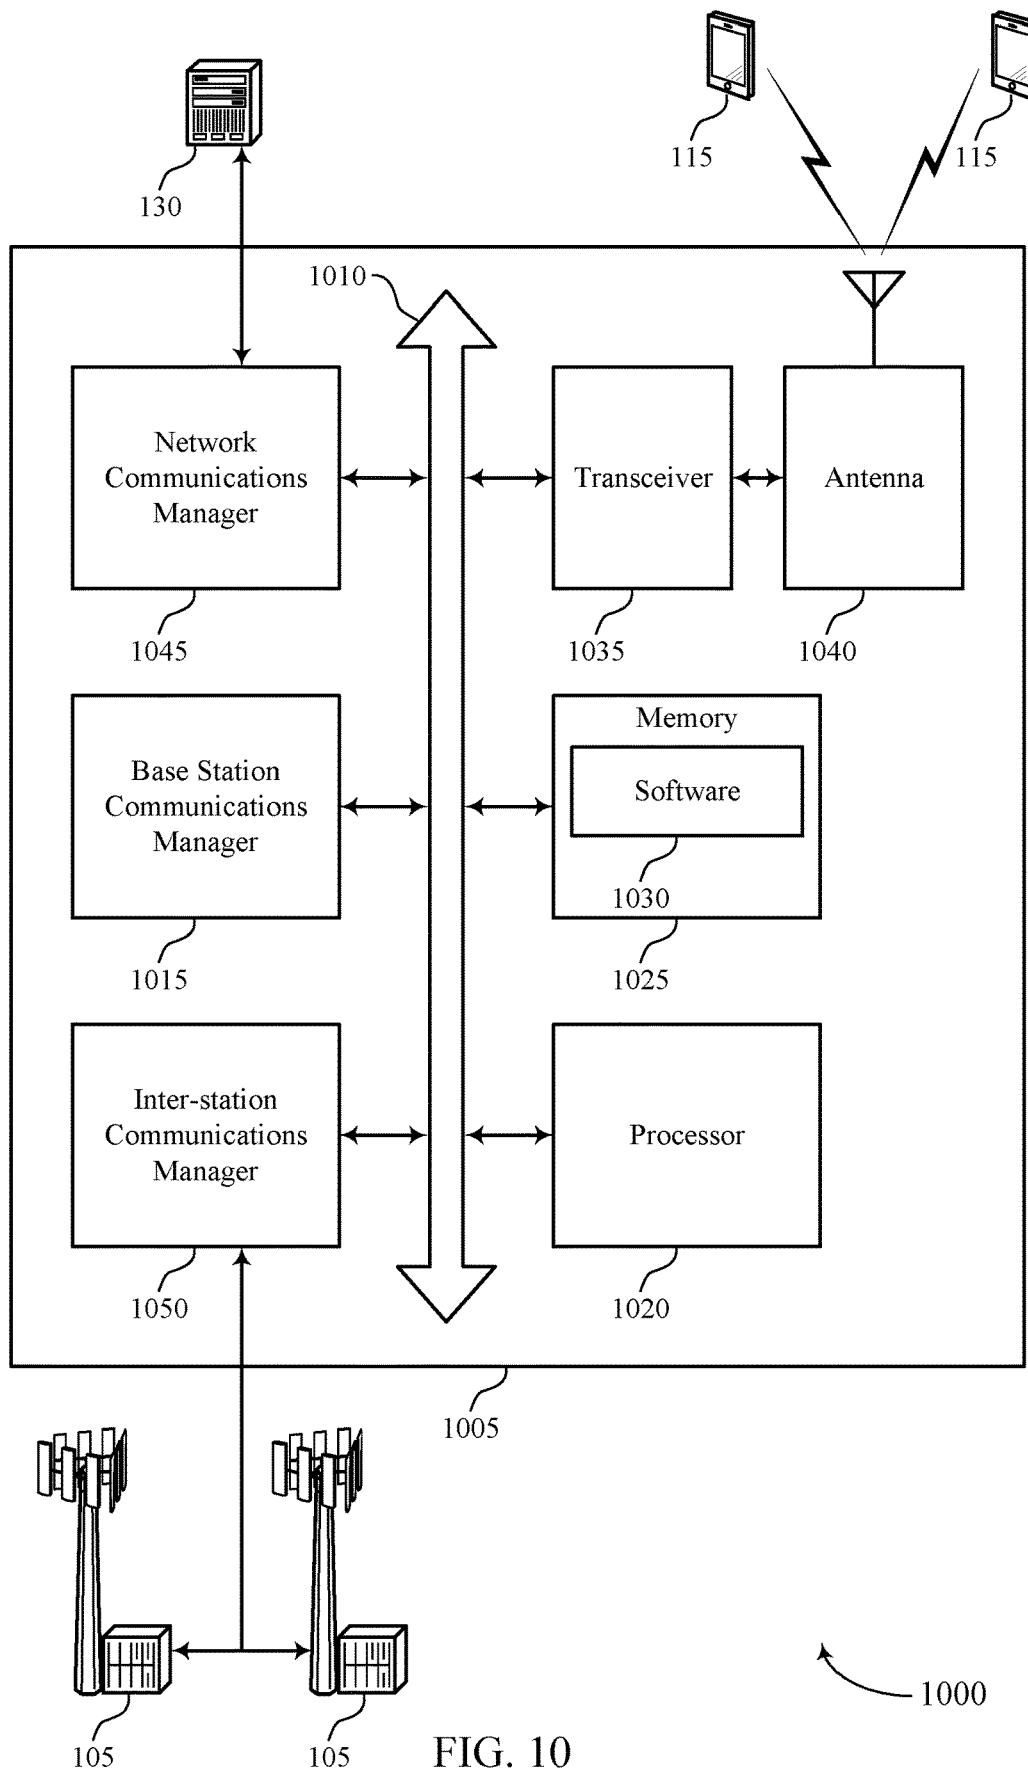 115
115
130
1010
Network
Communications
Manager
Transceiver
Antenna
1045
1035
1040
Base Station
Communications
Manager
Memory
Software
1030
1015
1025
Inter-station
Communications
Manager
Processor
1050
1020
1005
1000
105
105
FIG. 10